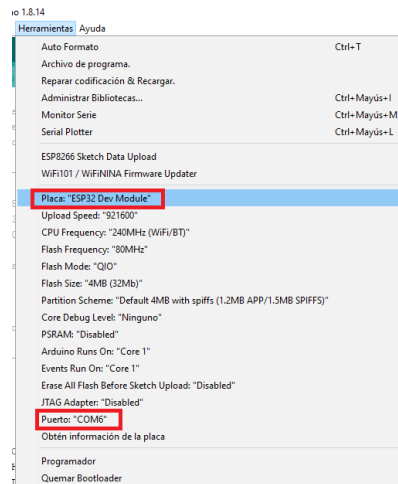 io 1.8.14
Herramientas Ayuda
Auto Formato Ctrl+T
Archivo de programa.
Reparar codificación & Recargar.
Administrar Bibliotecas... Ctrl+Mayús+I
Monitor Serie Ctrl+Mayús+M
Serial Plotter Ctrl+Mayús+L
ESP8266 Sketch Data Upload
WiFi101 / WiFiNINA Firmware Updater
Placa: "ESP32 Dev Module"
Upload Speed: "921600"
CPU Frequency: "240MHz (WiFi/BT)"
Flash Frequency: "80MHz"
Flash Mode: "QIO"
Flash Size: "4MB (32Mb)"
Partition Scheme: "Default 4MB with spiffs (1.2MB APP/1.5MB SPIFFS)"
Core Debug Level: "Ninguno"
PSRAM: "Disabled"
Arduino Runs On: "Core 1"
Events Run On: "Core 1"
Erase All Flash Before Sketch Upload: "Disabled"
JTAG Adapter: "Disabled"
Puerto: "COM6"
Obtén información de la placa
Programador
Quemar Bootloader